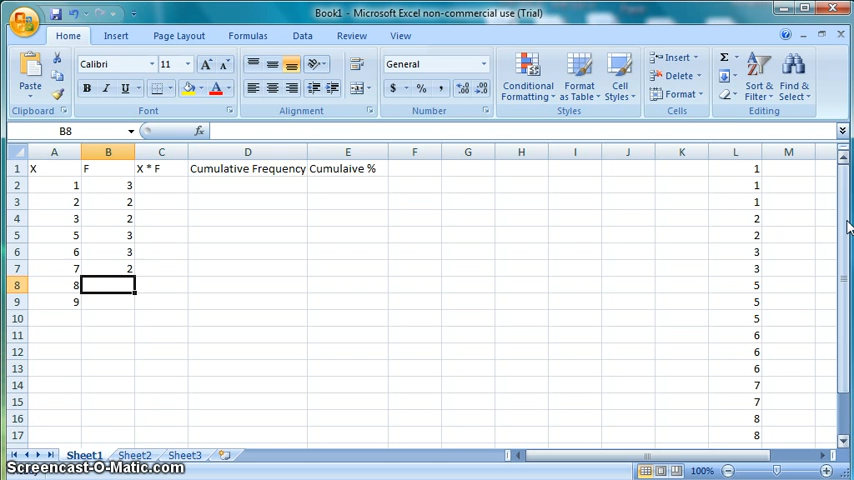 Book1 - Microsoft Excel non-commercial use (Trial)
Home Insert Page Layout Formulas Data Review View
Paste
Clipboard
Calibri 11 A A
B I U A
Font
Alignment
General
$ % , .0 .00 .00 .0
Number
Conditional Formatting
Format as Table
Cell Styles
Styles
Insert
Delete
Format
Cells
Σ
Sort & Filter
Find & Select
Editing
B8 fx
A B C D E F G H I J K L M
1 X F X * F Cumulative Frequency Cumulaive % 1
2 1 3 1
3 2 2 1
4 3 2 2
5 5 3 2
6 6 3 3
7 7 2 3
8 8 5
9 9 5
10 5
11 6
12 6
13 6
14 7
15 7
16 8
17 8
Sheet1 Sheet2 Sheet3
100%
Screencast-O-Matic.com